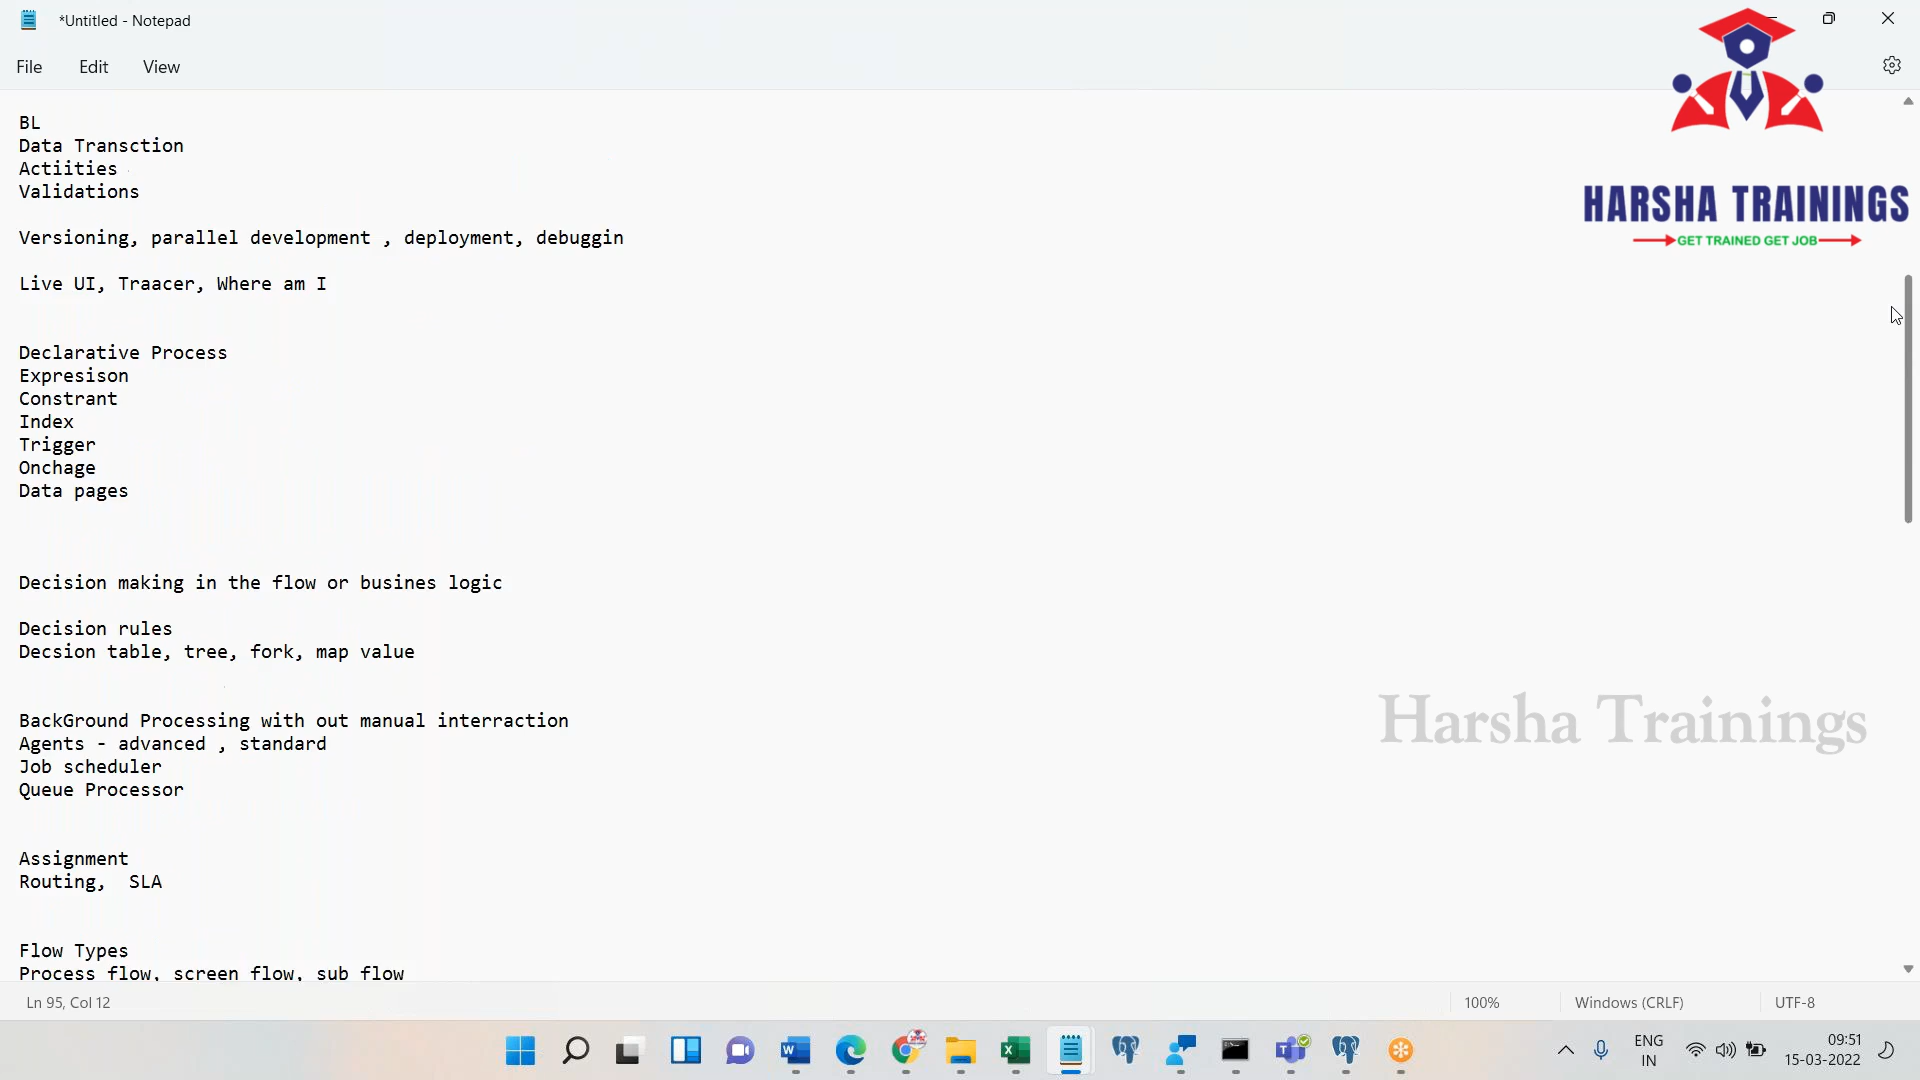 *Untitled - Notepad
File Edit View
HARSHA TRAININGS
GET TRAINED GET JOB
BL
Data Transction
Actiities
Validations
Versioning, parallel development , deployment, debuggin
Live UI, Traacer, Where am I
Declarative Process
Expresison
Constrant
Index
Trigger
Onchage
Data pages
Decision making in the flow or busines logic
Decision rules
Decsion table, tree, fork, map value
Harsha Trainings
BackGround Processing with out manual interraction
Agents - advanced , standard
Job scheduler
Queue Processor
Assignment
Routing,  SLA
Flow Types
Process flow, screen flow, sub flow
Ln 95, Col 12 100% Windows (CRLF) UTF-8
ENG
IN
09:51
15-03-2022